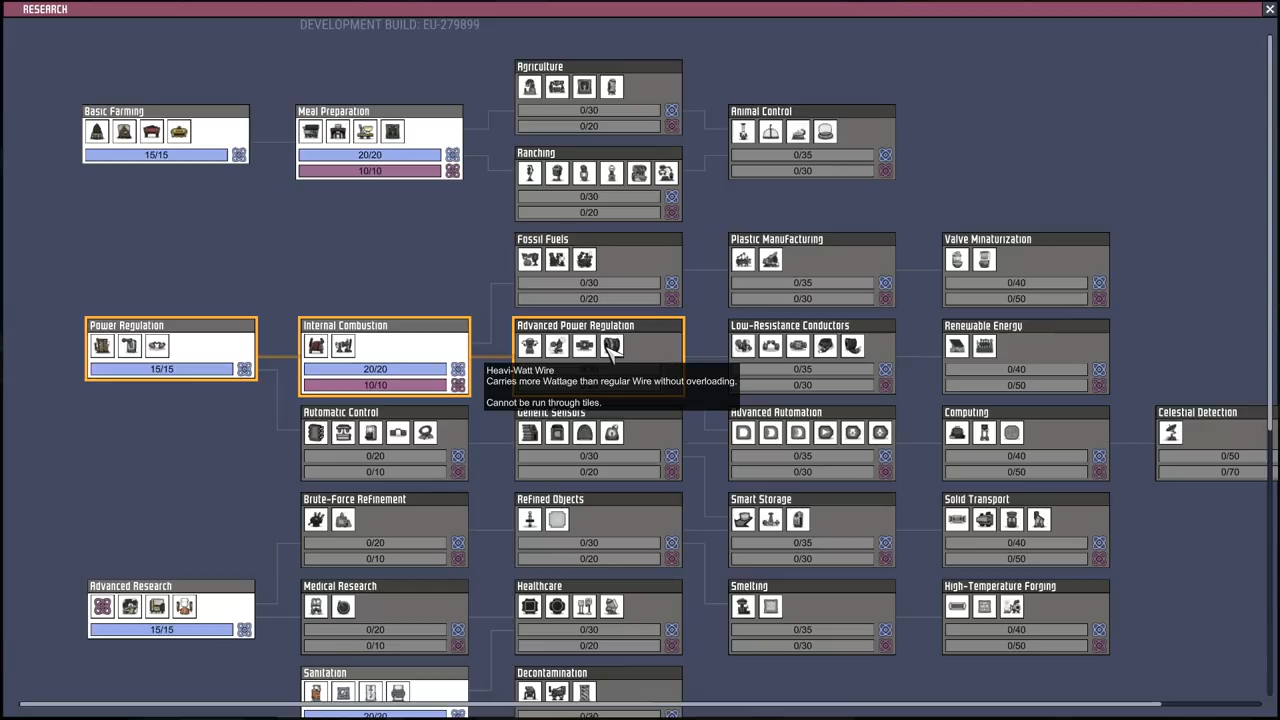 RESEARCH
DEVELOPMENT BUILD: EU-279899
Agriculture
0/30
0/20
Basic Farming
15/15
Meal Preparation
20/20
10/10
Animal Control
0/35
0/30
Ranching
0/30
0/20
Fossil Fuels
0/30
0/20
Plastic Manufacturing
0/35
0/30
Valve Minaturization
0/40
0/50
Power Regulation
15/15
Internal Combustion
20/20
10/10
Advanced Power Regulation
Heavi-Watt Wire
Carries more Wattage than regular Wire without overloading.
Cannot be run through tiles.
Low-Resistance Conductors
0/35
0/30
Renewable Energy
0/40
0/50
Automatic Control
0/20
0/10
Generic Sensors
0/30
0/20
Advanced Automation
0/35
0/30
Computing
0/40
0/50
Celestial Detection
0/50
0/70
Brute-Force Refinement
0/20
0/10
Refined Objects
0/30
0/20
Smart Storage
0/35
0/30
Solid Transport
0/40
0/50
Advanced Research
15/15
Medical Research
0/20
0/10
Healthcare
0/30
0/20
Smelting
0/35
0/30
High-Temperature Forging
0/40
0/50
Sanitation
20/20
Decontamination
0/30